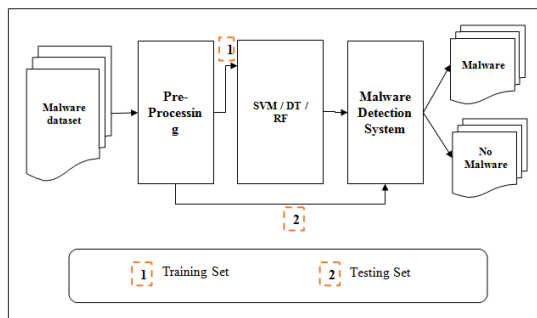 1
Malware
dataset
Pre-
Processin
g
SVM / DT /
RF
Malware
Detection
System
Malware
No
Malware
2
1 Training Set
2 Testing Set